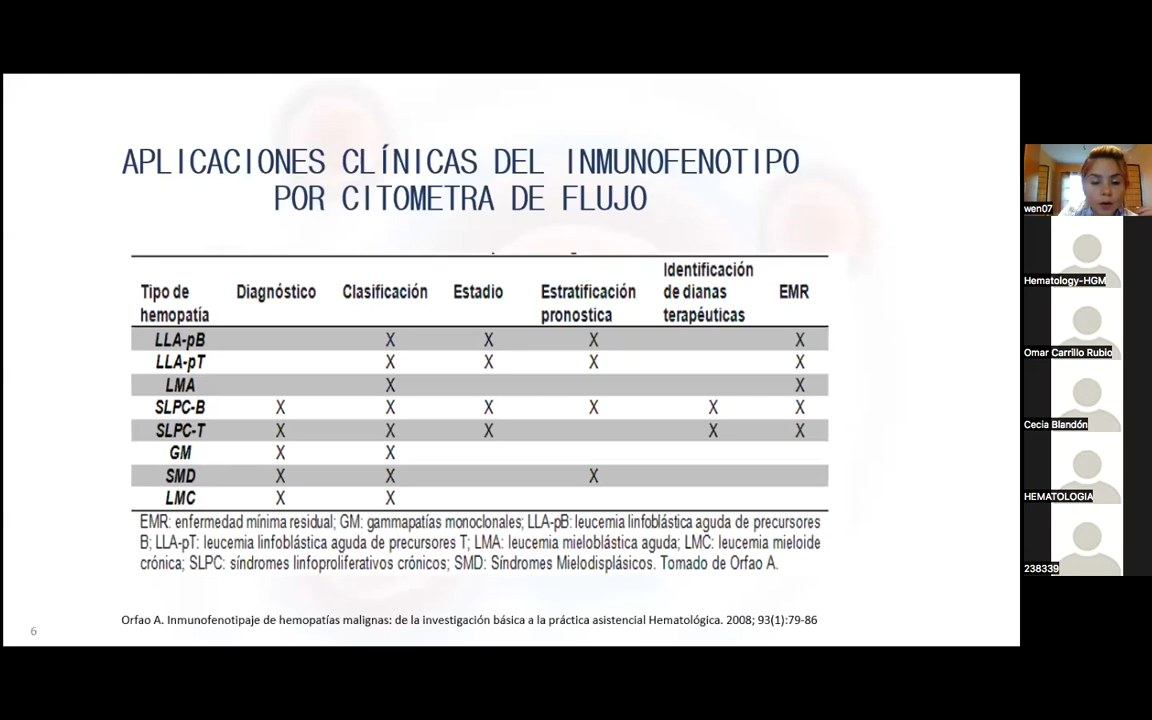 APLICACIONES CLÍNICAS DEL INMUNOFENOTIPO
POR CITOMETRA DE FLUJO
Tipo de hemopatía Diagnóstico Clasificación Estadio Estratificación pronostica Identificación de dianas terapéuticas EMR
LLA-pB X X X X
LLA-pT X X X X
LMA X X
SLPC-B X X X X X X
SLPC-T X X X X X
GM X X
SMD X X X
LMC X X
EMR: enfermedad mínima residual; GM: gammapatías monoclonales; LLA-pB: leucemia linfoblástica aguda de precursores
B; LLA-pT: leucemia linfoblástica aguda de precursores T; LMA: leucemia mieloblástica aguda; LMC: leucemia mieloide
crónica; SLPC: síndromes linfoproliferativos crónicos; SMD: Síndromes Mielodisplásicos. Tomado de Orfao A.
Orfao A. Inmunofenotipaje de hemopatías malignas: de la investigación básica a la práctica asistencial Hematológica. 2008; 93(1):79-86
6
wen07
Hematology-HGM
Omar Carrillo Rubio
Cecia Blandón
HEMATOLOGIA
238339